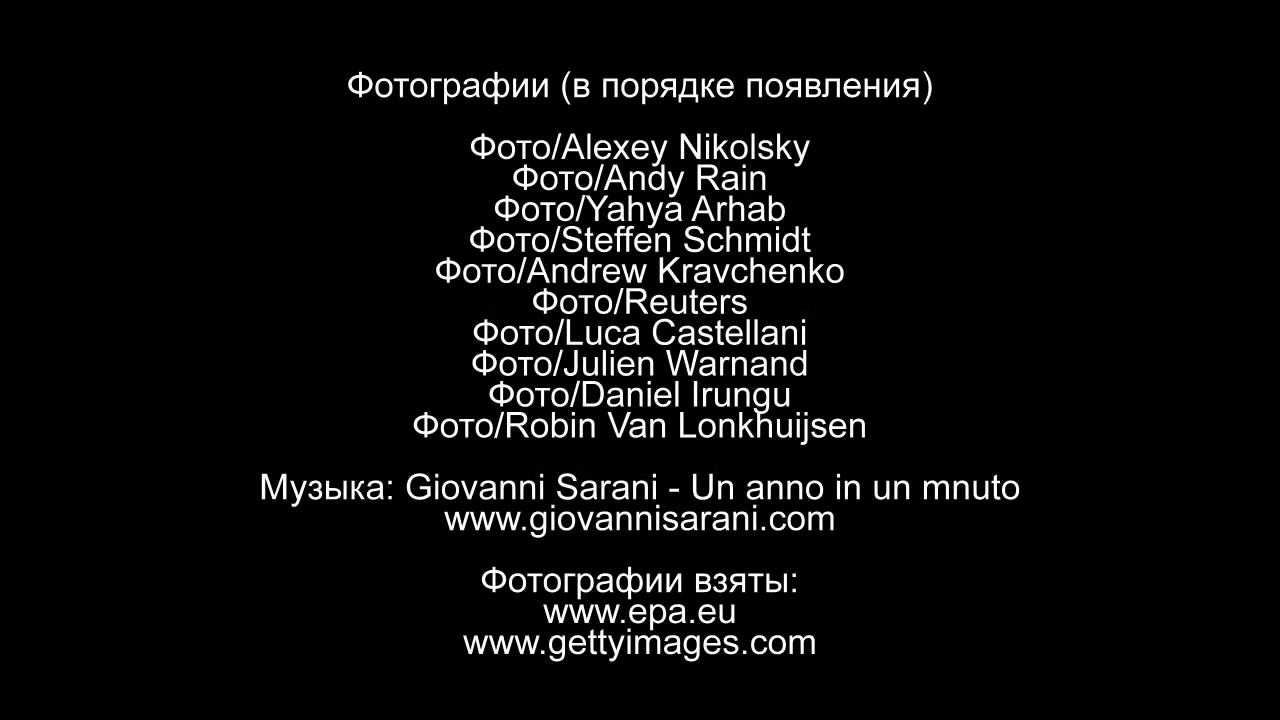 Фотографии (в порядке появления)
Фото/Alexey Nikolsky
Фото/Andy Rain
Фото/Yahya Arhab
Фото/Steffen Schmidt
Фото/Andrew Kravchenko
Фото/Reuters
Фото/Luca Castellani
Фото/Julien Warnand
Фото/Daniel Irungu
Фото/Robin Van Lonkhuijsen
Музыка: Giovanni Sarani - Un anno in un mnuto
www.giovannisarani.com
Фотографии взяты:
www.epa.eu
www.gettyimages.com